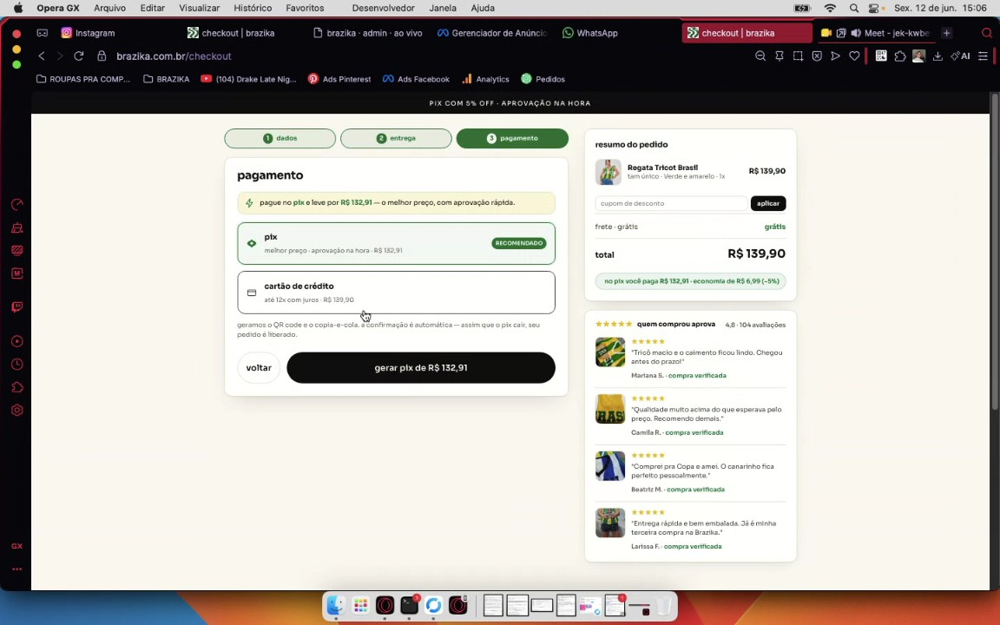 Opera GX Arquivo Editar Visualizar Histórico Favoritos Desenvolvedor Janela Ajuda Sex. 12 de jun. 15:06
Instagram
checkout | brazika
brazika · admin · ao vivo
Gerenciador de Anúnc
WhatsApp
checkout | brazika
Meet - jek-kwbe
brazika.com.br/checkout
AI
ROUPAS PRA COMP...
BRAZIKA
(104) Drake Late Nig...
Ads Pinterest
Ads Facebook
Analytics
Pedidos
PIX COM 5% OFF · APROVAÇÃO NA HORA
1 dados
2 entrega
3 pagamento
pagamento
pague no pix e leve por R$ 132,91 — o melhor preço, com aprovação rápida.
pix
melhor preço · aprovação na hora · R$ 132,91
RECOMENDADO
cartão de crédito
até 12x com juros · R$ 139,90
geramos o QR code e o copia-e-cola. a confirmação é automática — assim que o pix cair, seu
pedido é liberado.
voltar
gerar pix de R$ 132,91
resumo do pedido
Regata Tricot Brasil
tam único · Verde e amarelo · 1x
R$ 139,90
cupom de desconto
aplicar
frete · grátis
grátis
total
R$ 139,90
no pix você paga R$ 132,91 · economia de R$ 6,99 (−5%)
★★★★★ quem comprou aprova 4,8 · 104 avaliações
★★★★★
"Tricô macio e o caimento ficou lindo. Chegou
antes do prazo!"
Mariana S. · compra verificada
★★★★★
"Qualidade muito acima do que esperava pelo
preço. Recomendo demais."
Camila R. · compra verificada
★★★★★
"Comprei pra Copa e amei. O canarinho fica
perfeito pessoalmente."
Beatriz M. · compra verificada
★★★★★
"Entrega rápida e bem embalada. Já é minha
terceira compra na Brazika."
Larissa F. · compra verificada
GX